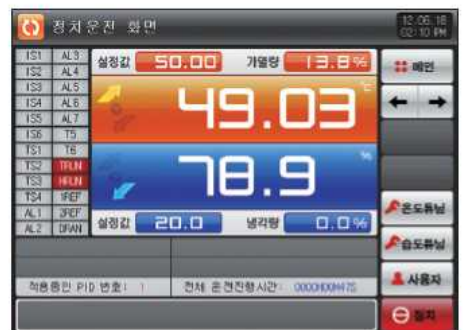 정치운전 화면
12.06.18
02:10 PM
IS1 AL3
IS2 AL4
IS3 AL5
IS4 AL6
IS5 AL7
IS6 T5
TS1 T6
TS2 TRUN
TS3 HRUN
TS4 1REF
AL1 2REF
AL2 DFAN
설정값 50.00 가열량 13.8%
49.03 ℃
78.9 %
설정값 20.0 냉각량 0.0%
적용중인 PID 번호: 1
전체 운전진행시간: 0000H00M47S
메인
← →
온도튜닝
습도튜닝
사용자
정치